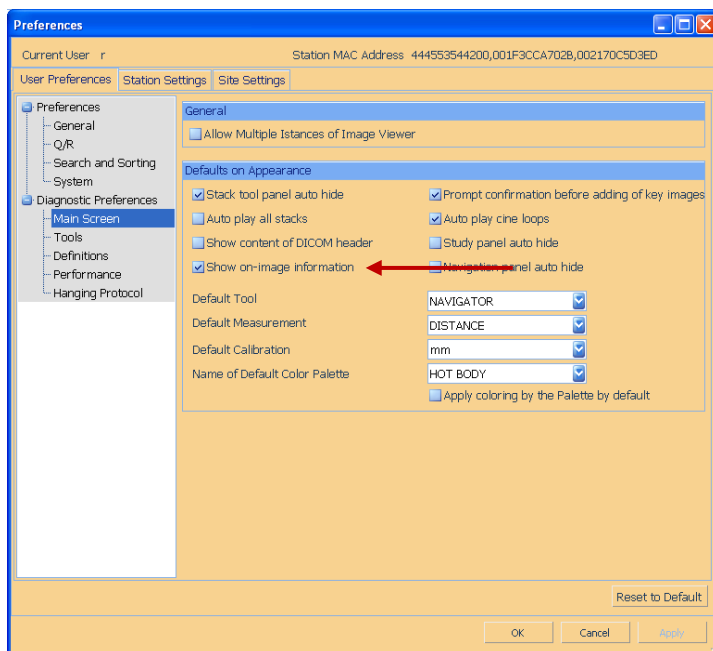 Preferences
Current User r Station MAC Address 444553544200,001F3CCA702B,002170C5D3ED
User Preferences Station Settings Site Settings
Preferences
General
Q/R
Search and Sorting
System
Diagnostic Preferences
Main Screen
Tools
Definitions
Performance
Hanging Protocol
General
Allow Multiple Istances of Image Viewer
Defaults on Appearance
Stack tool panel auto hide Prompt confirmation before adding of key images
Auto play all stacks Auto play cine loops
Show content of DICOM header Study panel auto hide
Show on-image information Navigation panel auto hide
Default Tool NAVIGATOR
Default Measurement DISTANCE
Default Calibration mm
Name of Default Color Palette HOT BODY
Apply coloring by the Palette by default
Reset to Default
OK Cancel Apply